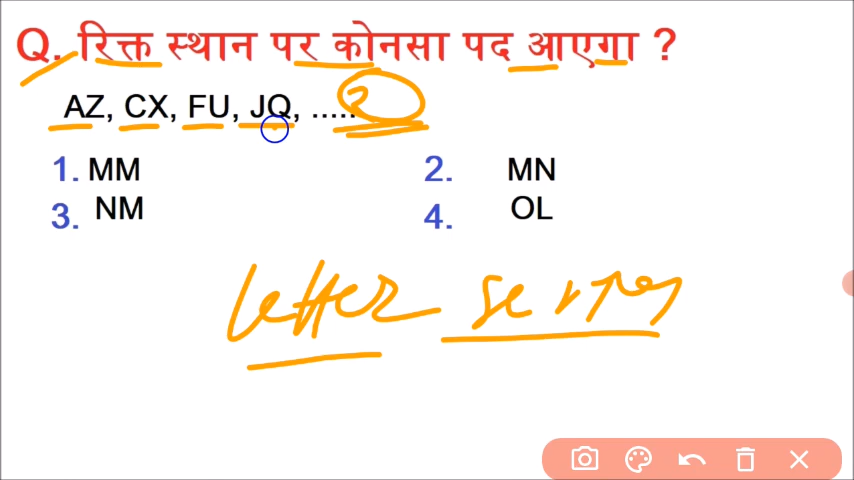 Q. रिक्त स्थान पर कोनसा पद आएगा ?
AZ, CX, FU, JQ, ..... ?
1. MM 2. MN
3. NM 4. OL
letter series